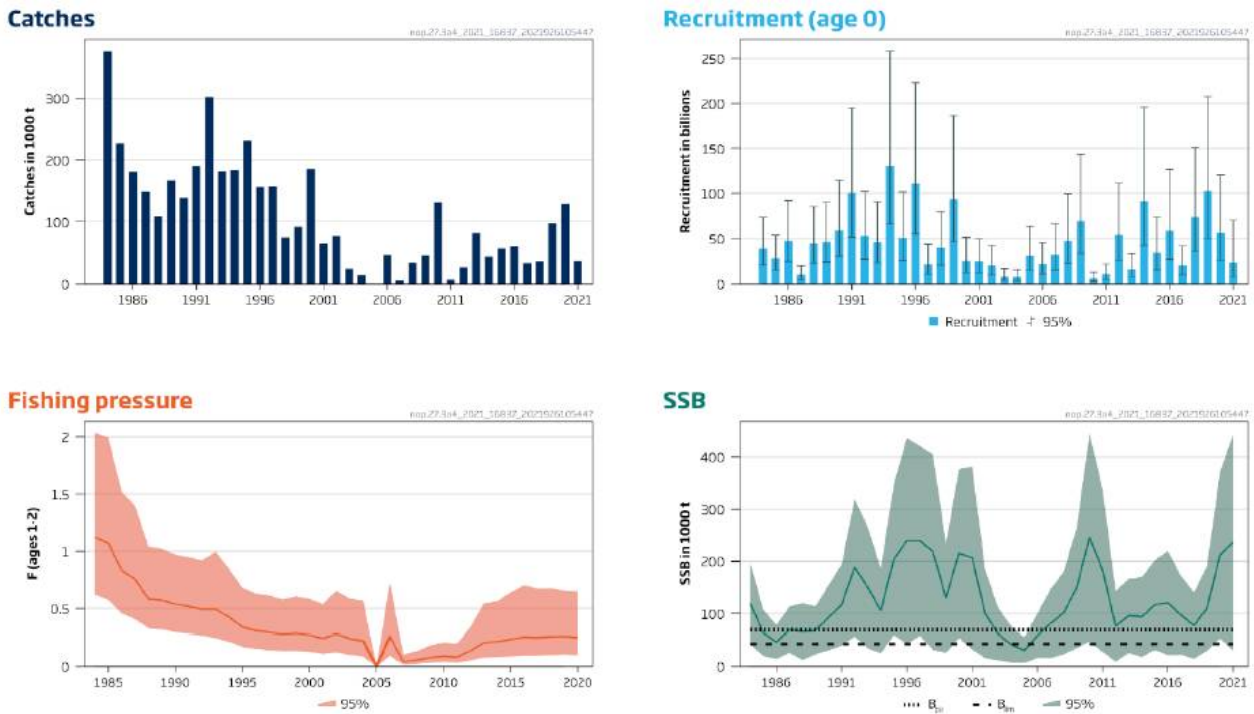 Catches
nop.27.3a4_2021_16837_2021926105447
Catches in 1000 t
300
200
100
0
1986 1991 1996 2001 2006 2011 2016 2021
Recruitment (age 0)
nop.27.3a4_2021_16837_2021926105447
Recruitment in billions
250
200
150
100
50
0
1986 1991 1996 2001 2006 2011 2016 2021
Recruitment 95%
Fishing pressure
nop.27.3a4_2021_16837_2021926105447
F (ages 1-2)
2
1.5
1
0.5
0
1985 1990 1995 2000 2005 2010 2015 2020
95%
SSB
nop.27.3a4_2021_16837_2021926105447
SSB in 1000 t
400
300
200
100
0
1986 1991 1996 2001 2006 2011 2016 2021
Bpa Blim 95%